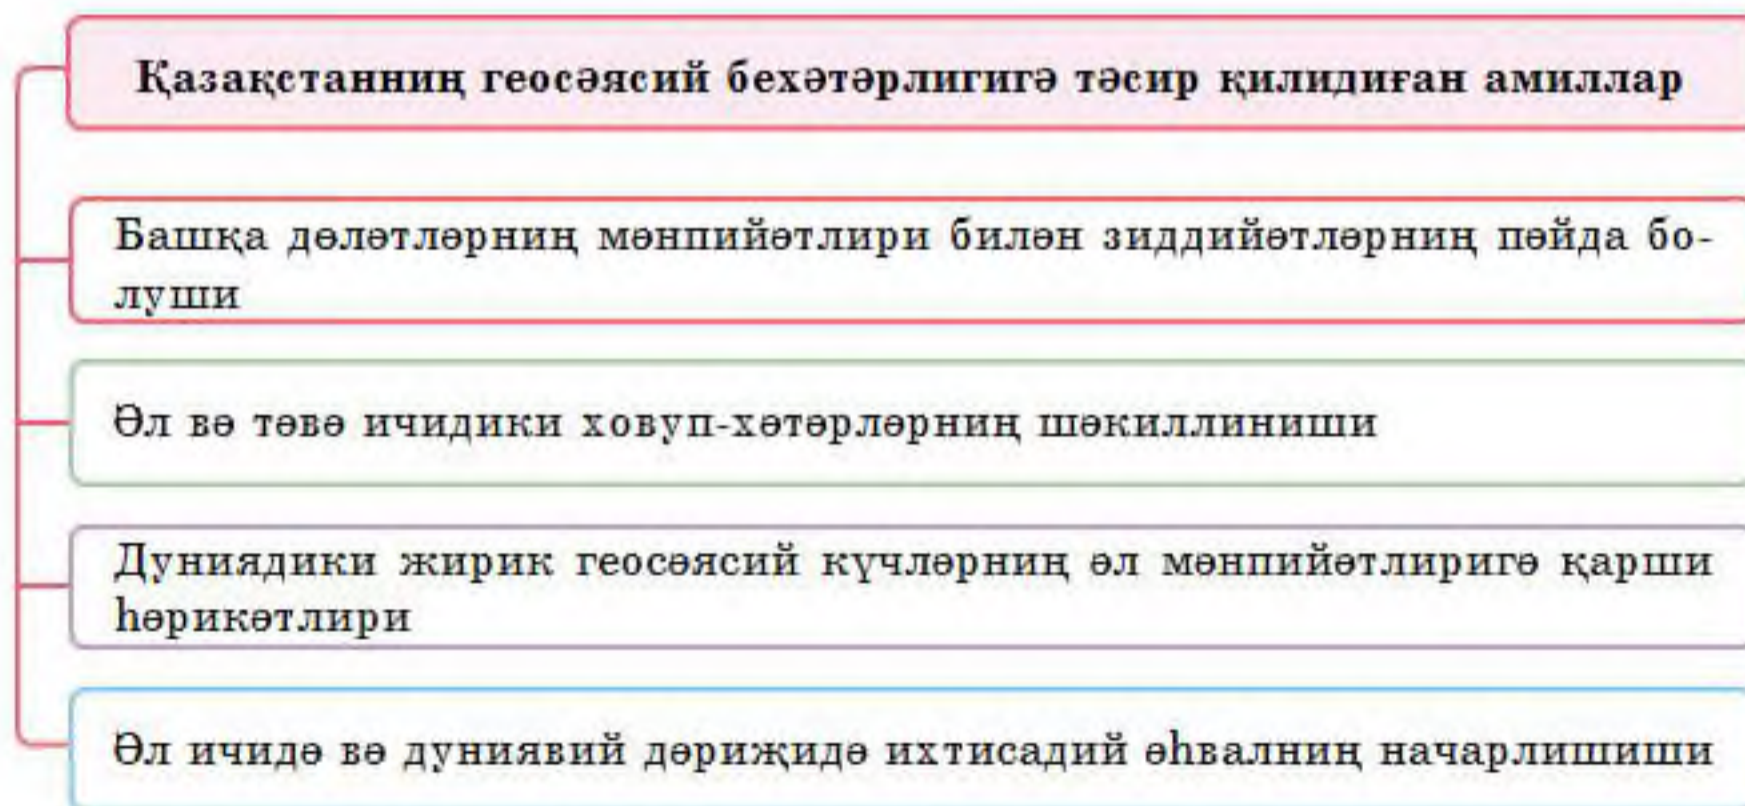 Қазақстанниң геосәясий бехәтәрлигигә тәсир қилидиған амиллар
Башқа дөләтләрниң мәнпийәтлири билән зиддийәтләрниң пәйда бо-
луши
Әл вә тәвә ичидики ховуп-хәтәрләрниң шәкиллиниши
Дуниядики жирик геосәясий күчләрниң әл мәнпийәтлиригә қарши
һәрикәтлири
Әл ичидә вә дуниявий дәриҗидә ихтисадий әһвалниң начарлишиши